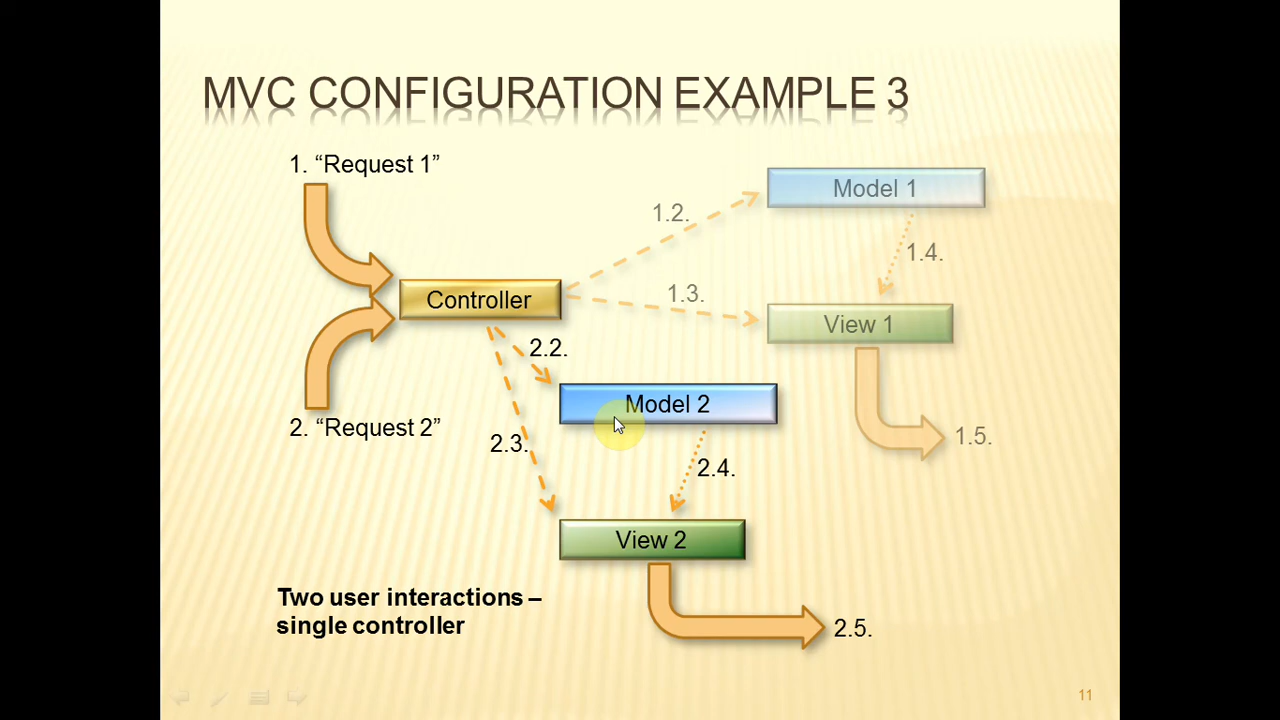 MVC CONFIGURATION EXAMPLE 3
1. “Request 1”
Model 1
1.2.
1.4.
1.3.
Controller
View 1
2.2.
Model 2
2. “Request 2”
1.5.
2.3.
2.4.
View 2
Two user interactions –
single controller
2.5.
11